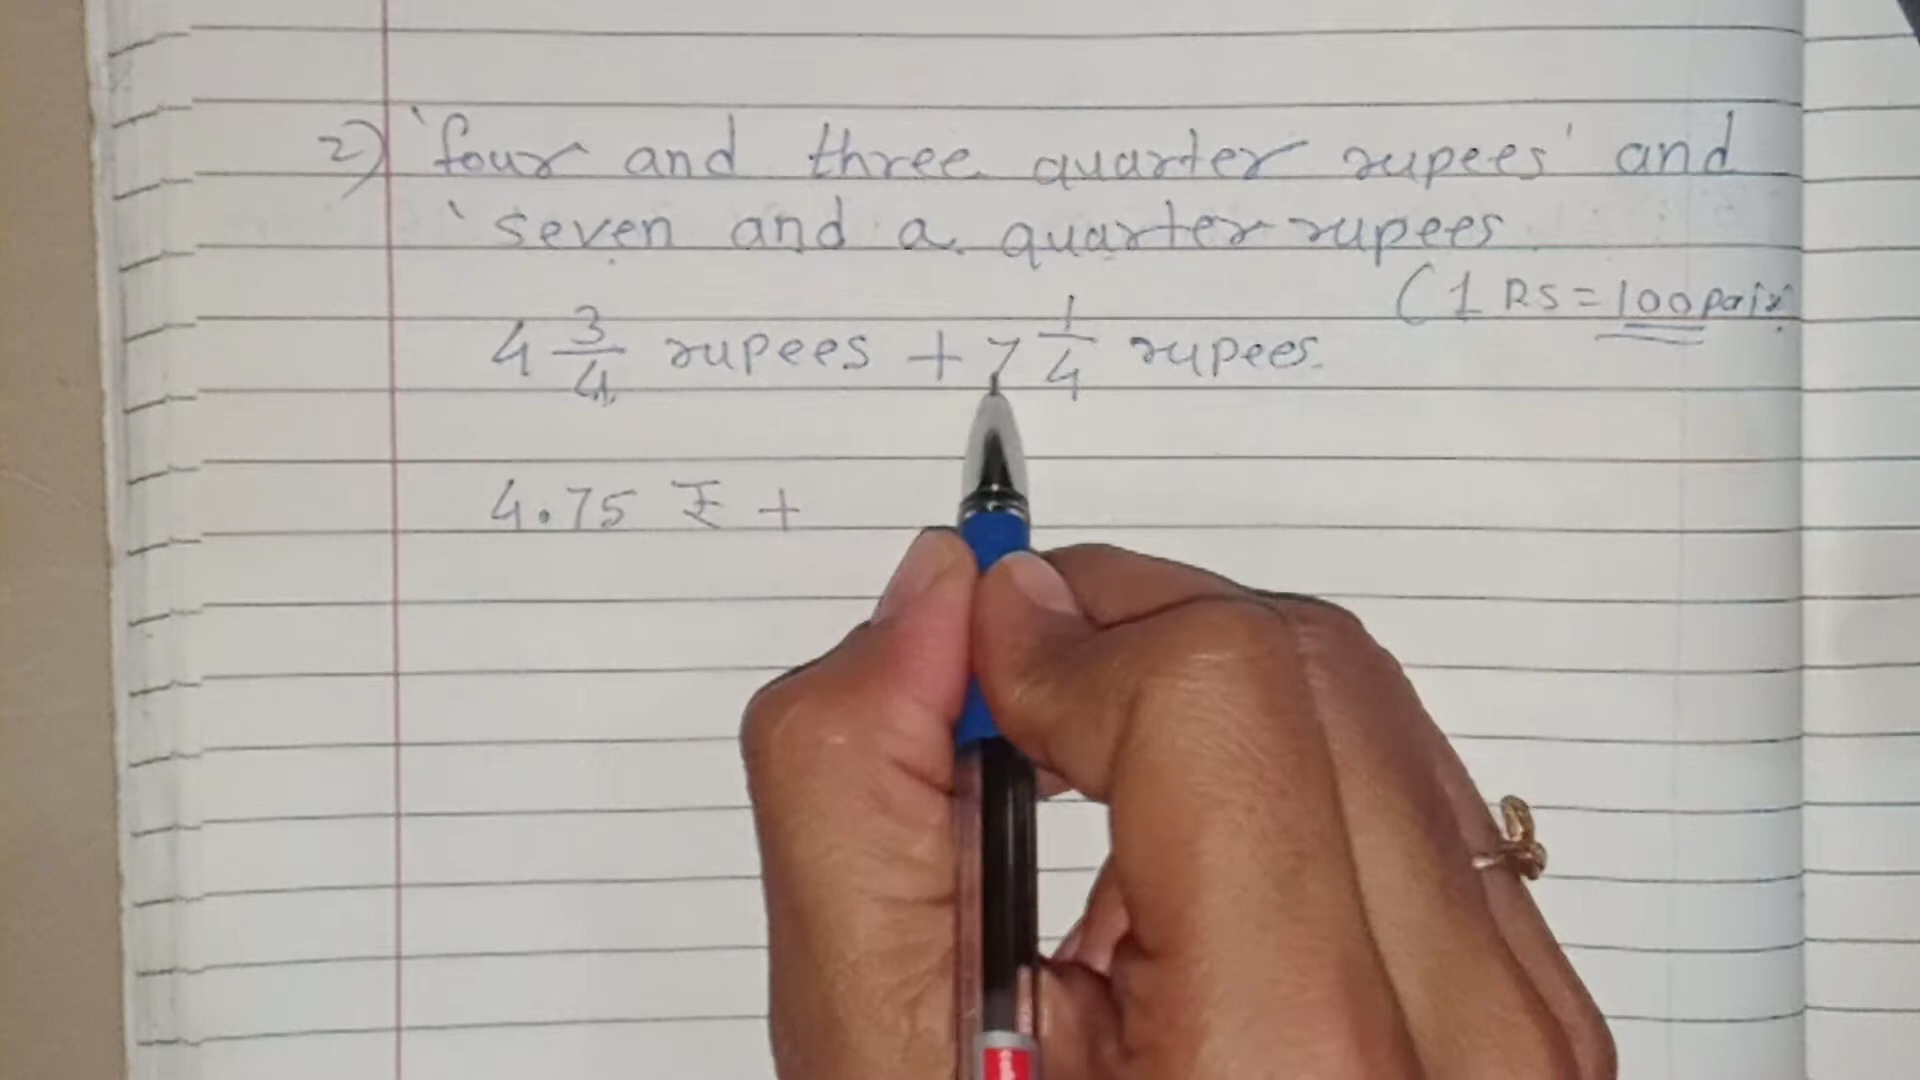 2) 'four and three quarter rupees' and
'seven and a quarter rupees
(1 RS = 100 pais
4 3/4 rupees + 7 1/4 rupees.
4.75 ₹ +